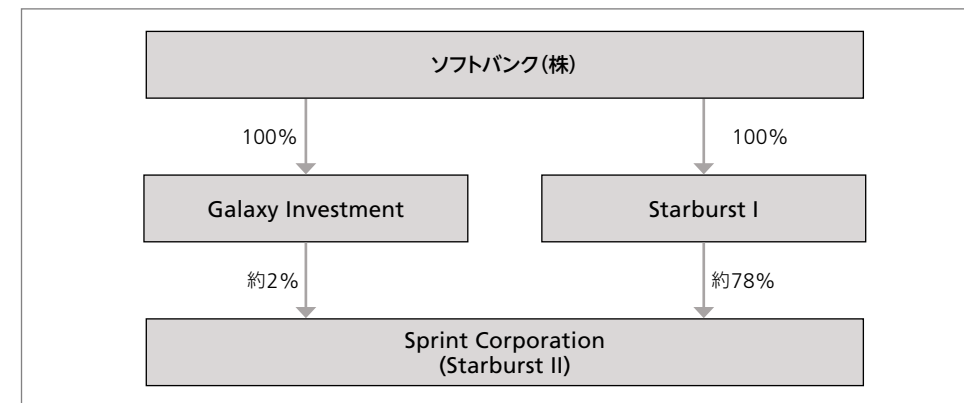 ソフトバンク(株)
100%
100%
Galaxy Investment
Starburst I
約2%
約78%
Sprint Corporation
(Starburst II)